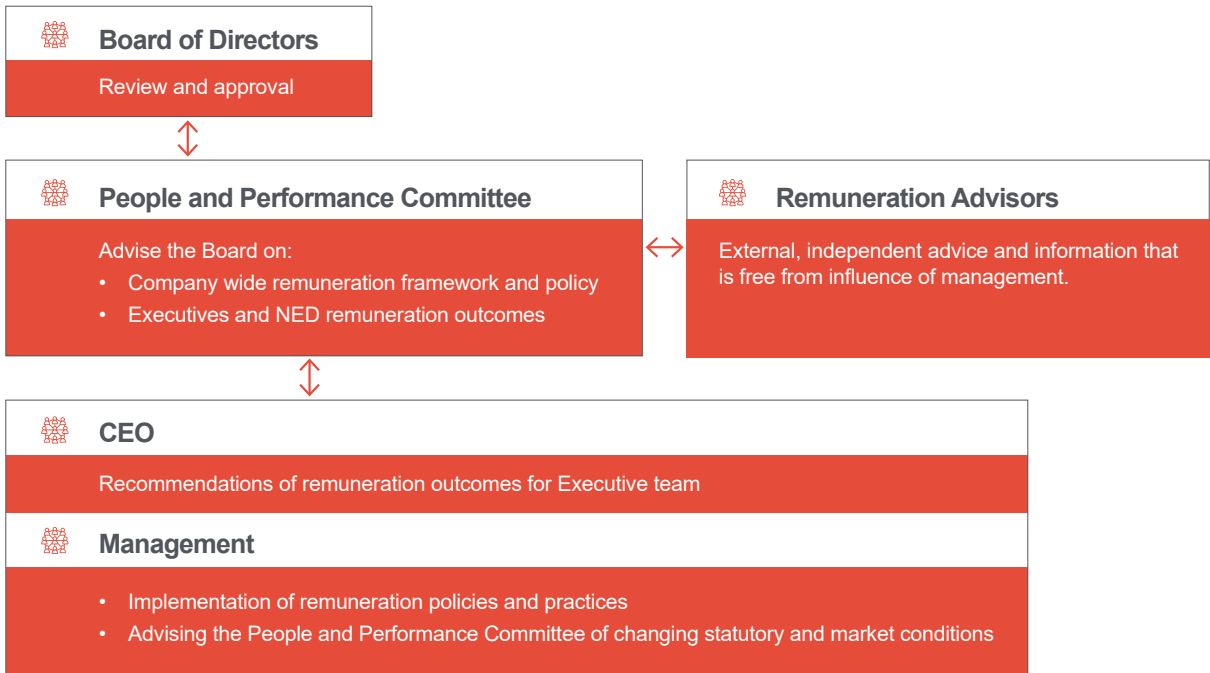 Board of Directors
Review and approval
People and Performance Committee
Advise the Board on:
• Company wide remuneration framework and policy
• Executives and NED remuneration outcomes
Remuneration Advisors
External, independent advice and information that
is free from influence of management.
CEO
Recommendations of remuneration outcomes for Executive team
Management
• Implementation of remuneration policies and practices
• Advising the People and Performance Committee of changing statutory and market conditions